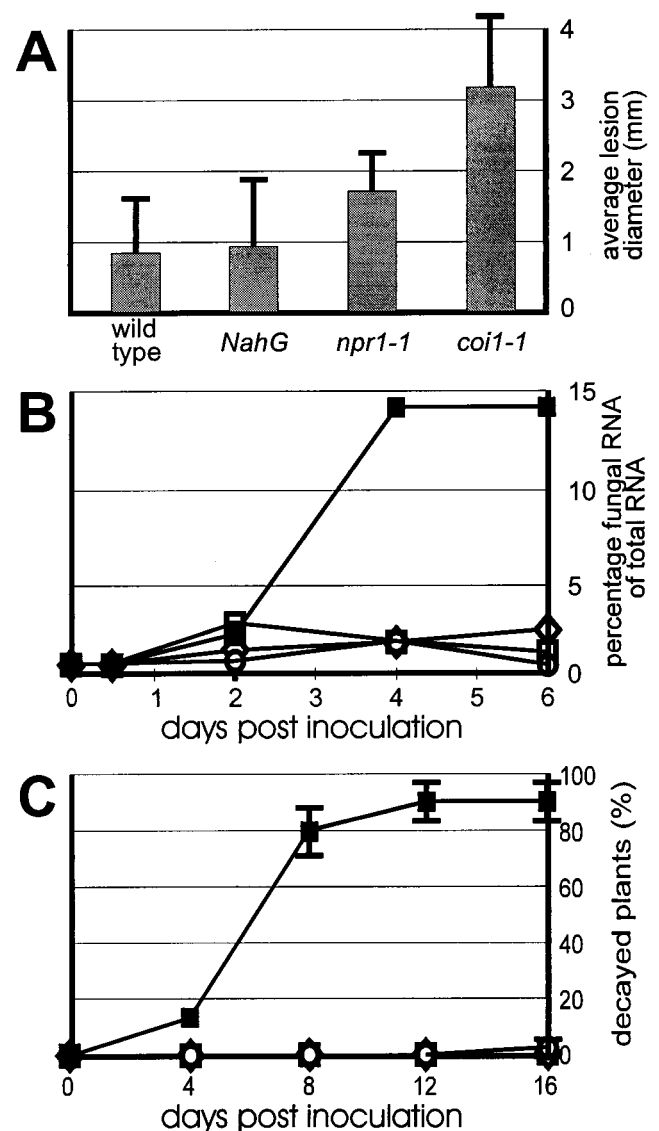 A
4
3
2
1
0
average lesion
diameter (mm)
wild
type
NahG
npr1-1
coi1-1
B
15
10
5
0
percentage fungal RNA
of total RNA
0 1 2 3 4 5 6
days post inoculation
C
100
80
60
40
20
0
decayed plants (%)
0 4 8 12 16
days post inoculation